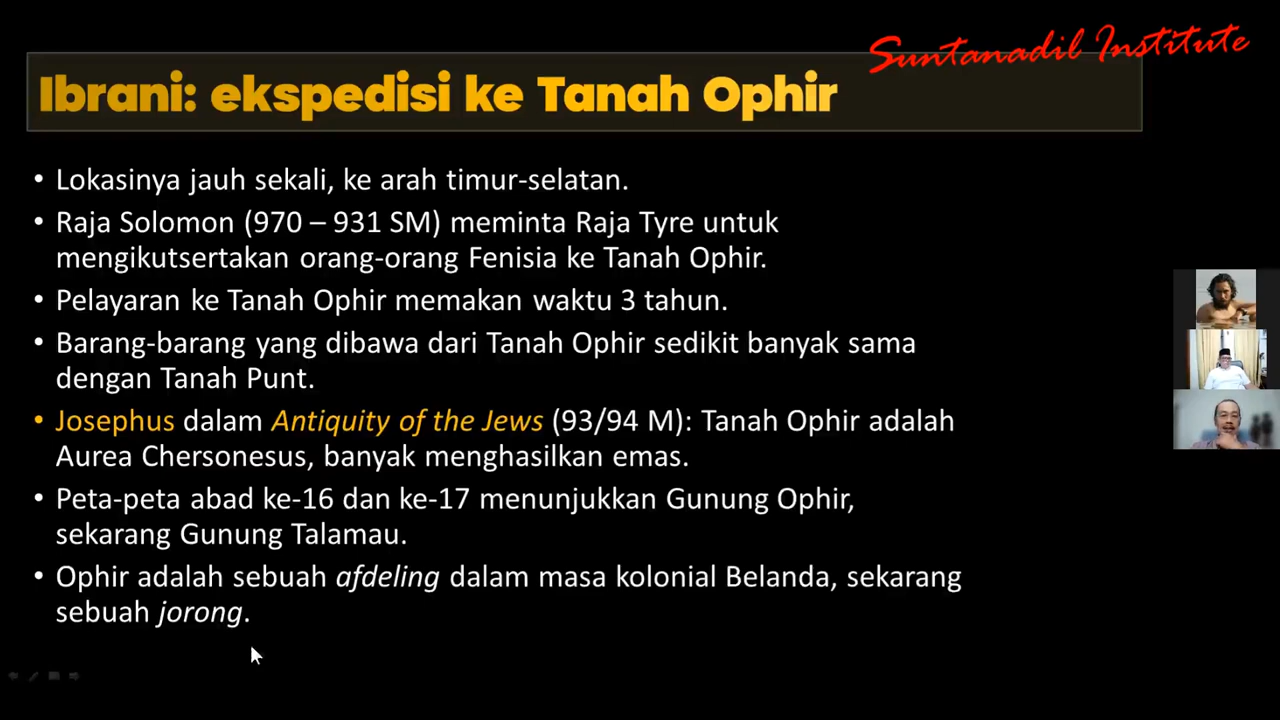 Suntanadil Institute
Ibrani: ekspedisi ke Tanah Ophir
• Lokasinya jauh sekali, ke arah timur-selatan.
• Raja Solomon (970 – 931 SM) meminta Raja Tyre untuk
mengikutsertakan orang-orang Fenisia ke Tanah Ophir.
• Pelayaran ke Tanah Ophir memakan waktu 3 tahun.
• Barang-barang yang dibawa dari Tanah Ophir sedikit banyak sama
dengan Tanah Punt.
• Josephus dalam Antiquity of the Jews (93/94 M): Tanah Ophir adalah
Aurea Chersonesus, banyak menghasilkan emas.
• Peta-peta abad ke-16 dan ke-17 menunjukkan Gunung Ophir,
sekarang Gunung Talamau.
• Ophir adalah sebuah afdeling dalam masa kolonial Belanda, sekarang
sebuah jorong.